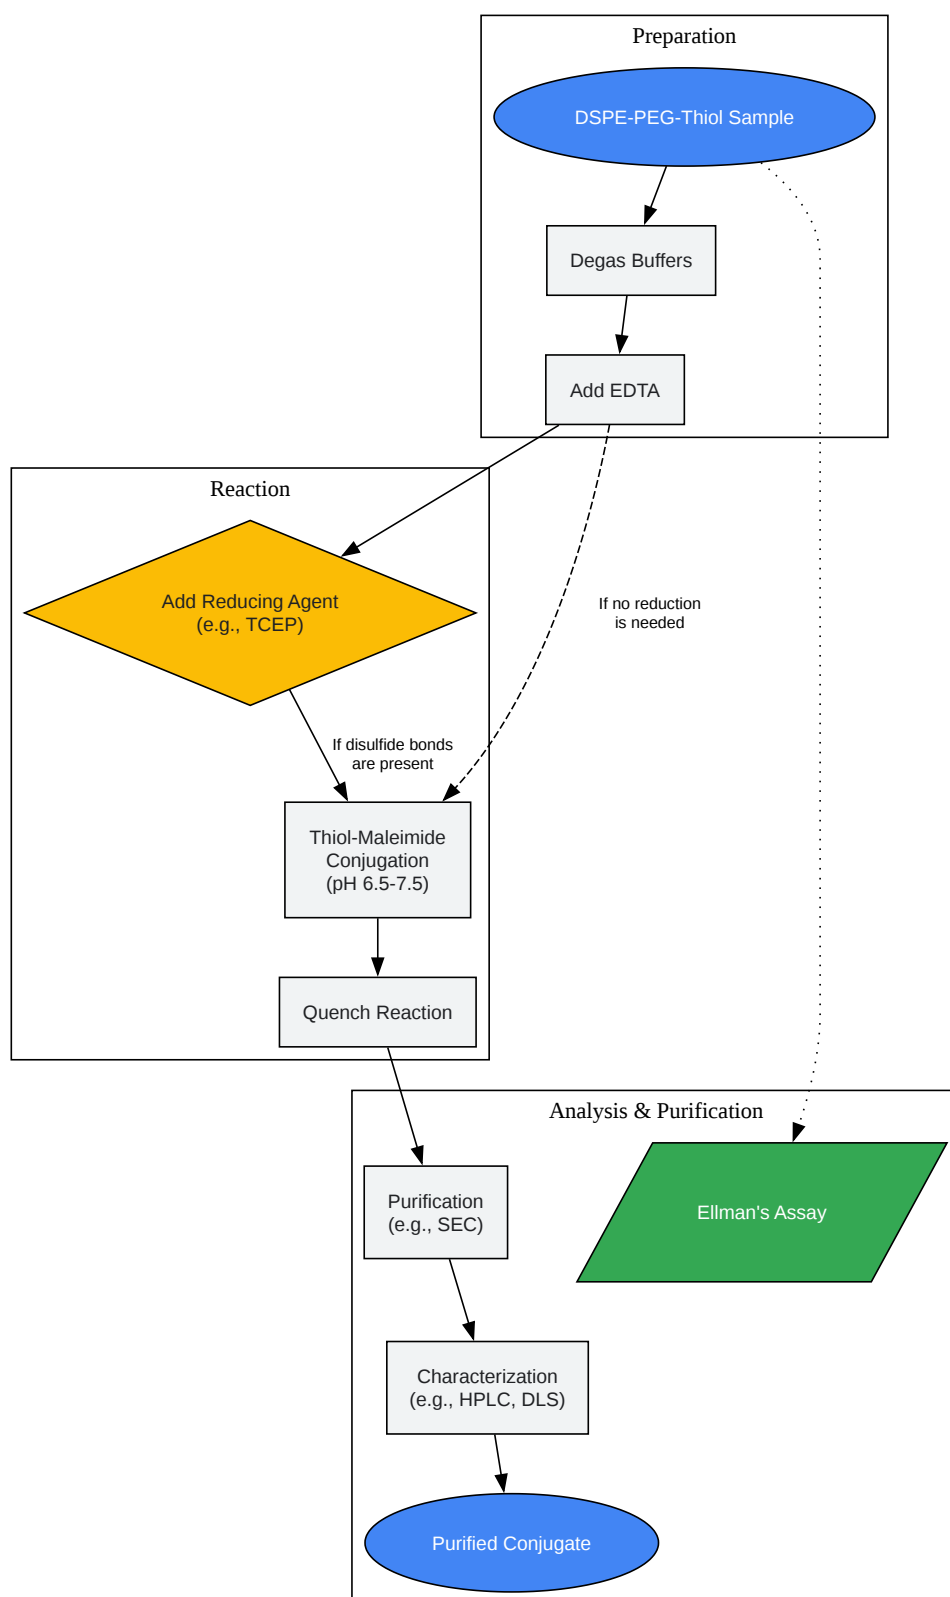 Preparation
DSPE-PEG-Thiol Sample
Degas Buffers
Add EDTA
Reaction
Add Reducing Agent
(e.g., TCEP)
If no reduction
is needed
If disulfide bonds
are present
Thiol-Maleimide
Conjugation
(pH 6.5-7.5)
Quench Reaction
Analysis & Purification
Purification
(e.g., SEC)
Ellman's Assay
Characterization
(e.g., HPLC, DLS)
Purified Conjugate